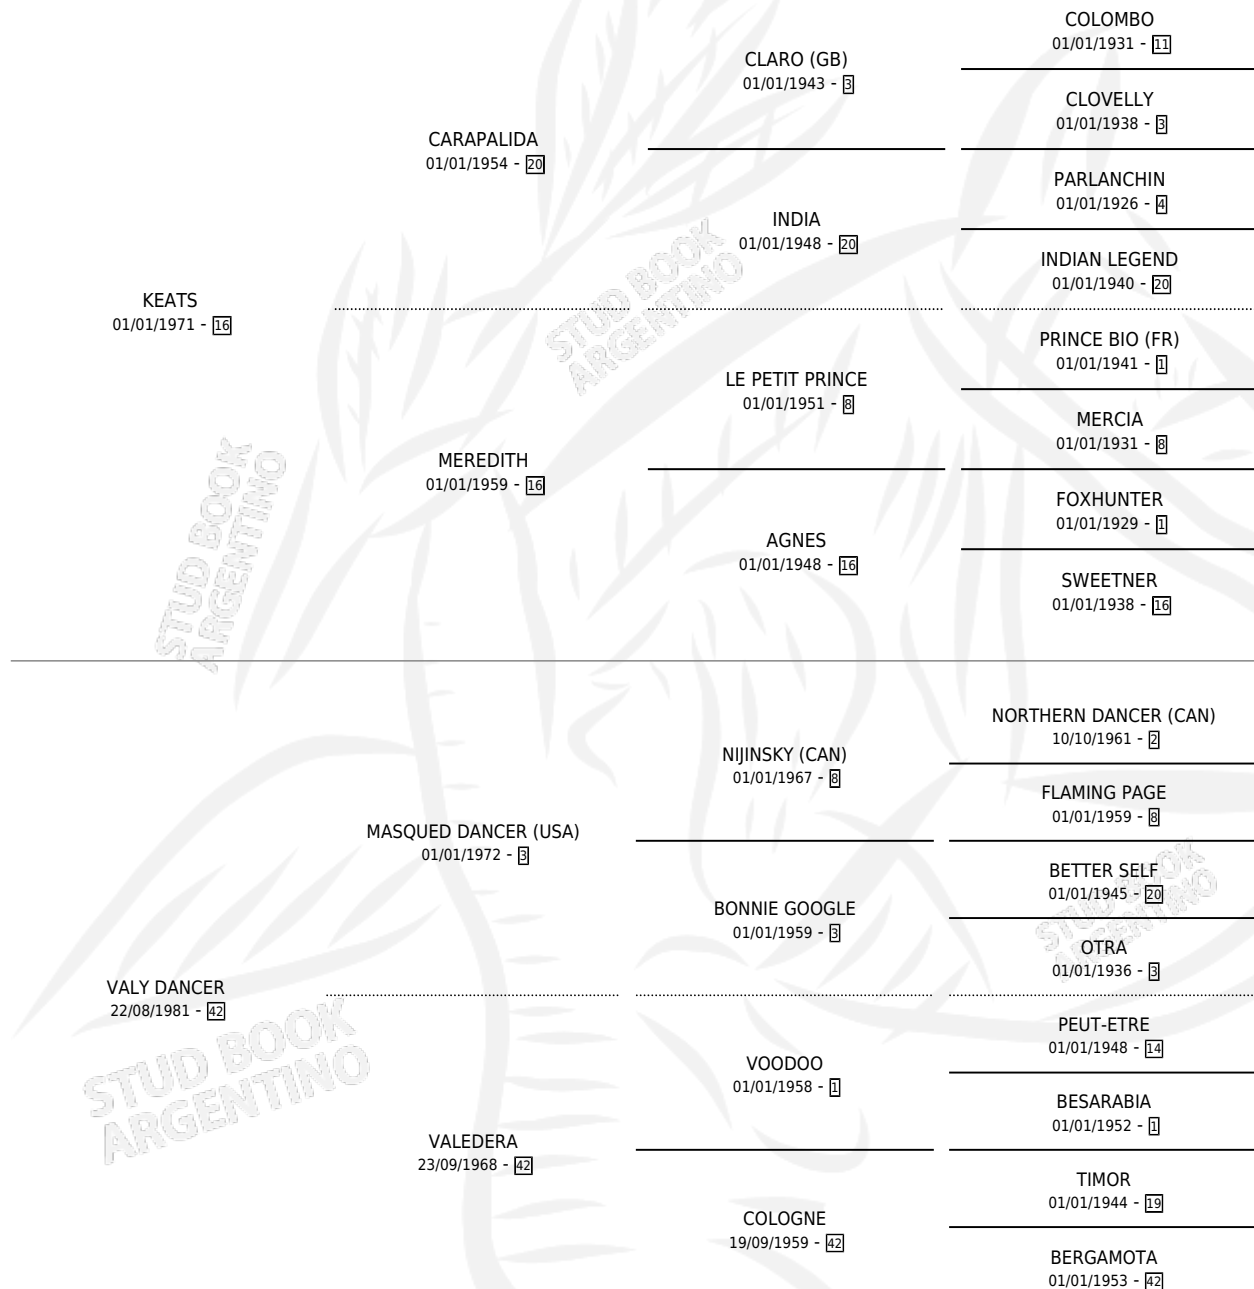 COLOMBO
01/01/1931 - 11
CLARO (GB)
01/01/1943 - 3
CLOVELLY
01/01/1938 - 3
CARAPALIDA
01/01/1954 - 20
PARLANCHIN
01/01/1926 - 4
INDIA
01/01/1948 - 20
INDIAN LEGEND
01/01/1940 - 20
KEATS
01/01/1971 - 16
PRINCE BIO (FR)
01/01/1941 - 1
LE PETIT PRINCE
01/01/1951 - 8
MERCIA
01/01/1931 - 8
MEREDITH
01/01/1959 - 16
FOXHUNTER
01/01/1929 - 1
AGNES
01/01/1948 - 16
SWEETNER
01/01/1938 - 16
NORTHERN DANCER (CAN)
10/10/1961 - 2
NIJINSKY (CAN)
01/01/1967 - 8
FLAMING PAGE
01/01/1959 - 8
MASQUED DANCER (USA)
01/01/1972 - 3
BETTER SELF
01/01/1945 - 20
BONNIE GOOGLE
01/01/1959 - 3
OTRA
01/01/1936 - 3
VALY DANCER
22/08/1981 - 42
PEUT-ETRE
01/01/1948 - 14
VOODOO
01/01/1958 - 1
BESARABIA
01/01/1952 - 1
VALEDERA
23/09/1968 - 42
TIMOR
01/01/1944 - 19
COLOGNE
19/09/1959 - 42
BERGAMOTA
01/01/1953 - 42
STUD BOOK
ARGENTINO
STUD BOOK
ARGENTINO
STUD BOOK
ARGENTINO
STUD BOOK
ARGENTINO